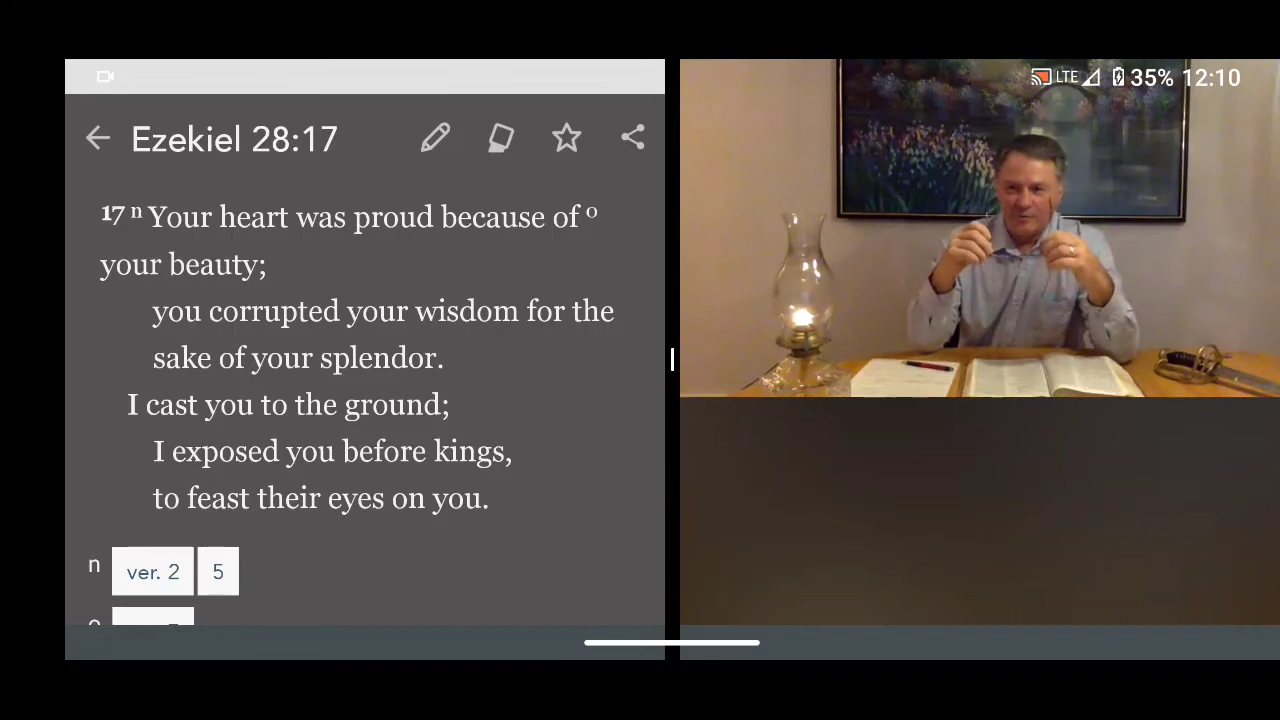 Ezekiel 28:17
17 n Your heart was proud because of o
your beauty;
you corrupted your wisdom for the
sake of your splendor.
I cast you to the ground;
I exposed you before kings,
to feast their eyes on you.
n ver. 2 5
LTE 35% 12:10